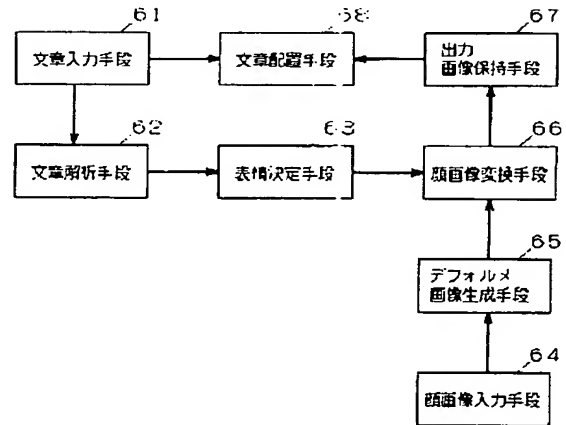 61
68
67
文章入力手段
文章配置手段
出力
画像保持手段
62
63
66
文章解析手段
表情決定手段
顔画像変換手段
65
デフォルメ
画像生成手段
64
顔画像入力手段